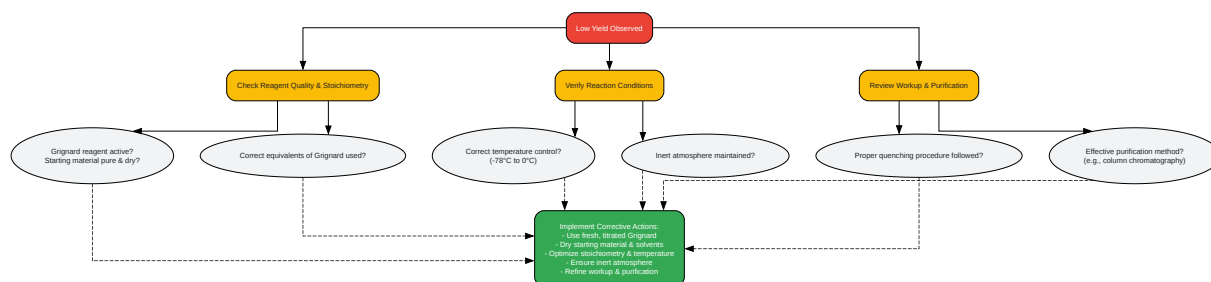 Low Yield Observed
Check Reagent Quality & Stoichiometry
Verify Reaction Conditions
Review Workup & Purification
Grignard reagent active?
Starting material pure & dry?
Correct equivalents of Grignard used?
Correct temperature control?
(-78°C to 0°C)
Inert atmosphere maintained?
Proper quenching procedure followed?
Effective purification method?
(e.g., column chromatography)
Implement Corrective Actions:
- Use fresh, titrated Grignard
- Dry starting material & solvents
- Optimize stoichiometry & temperature
- Ensure inert atmosphere
- Refine workup & purification